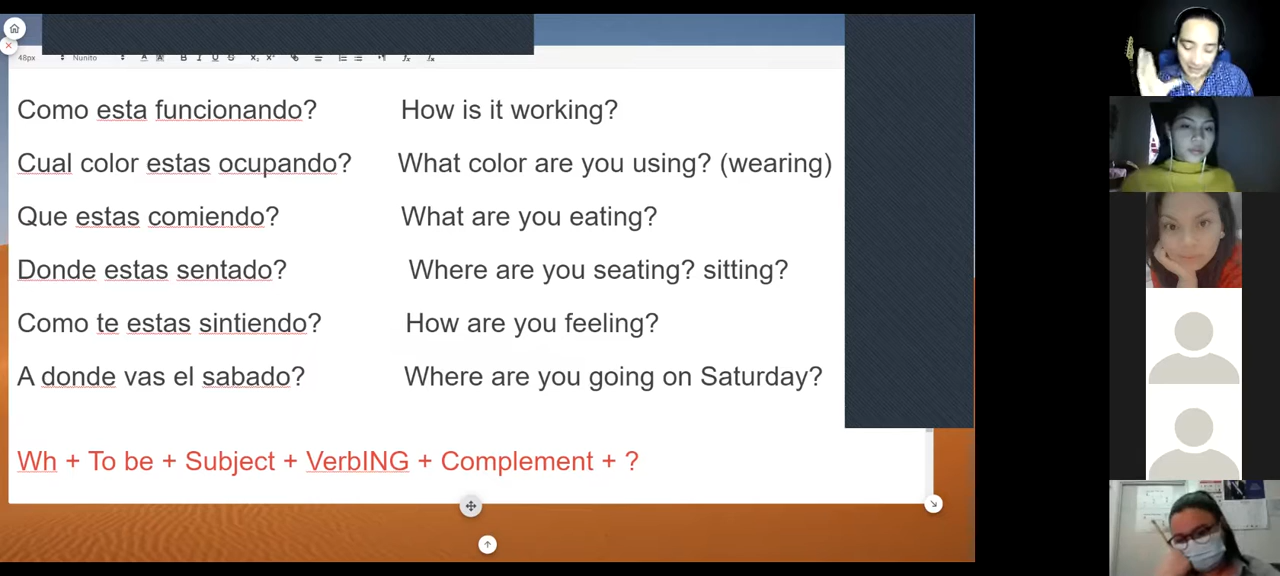 48px Nunito
Como esta funcionando? How is it working?
Cual color estas ocupando? What color are you using? (wearing)
Que estas comiendo? What are you eating?
Donde estas sentado? Where are you seating? sitting?
Como te estas sintiendo? How are you feeling?
A donde vas el sabado? Where are you going on Saturday?
Wh + To be + Subject + VerbING + Complement + ?